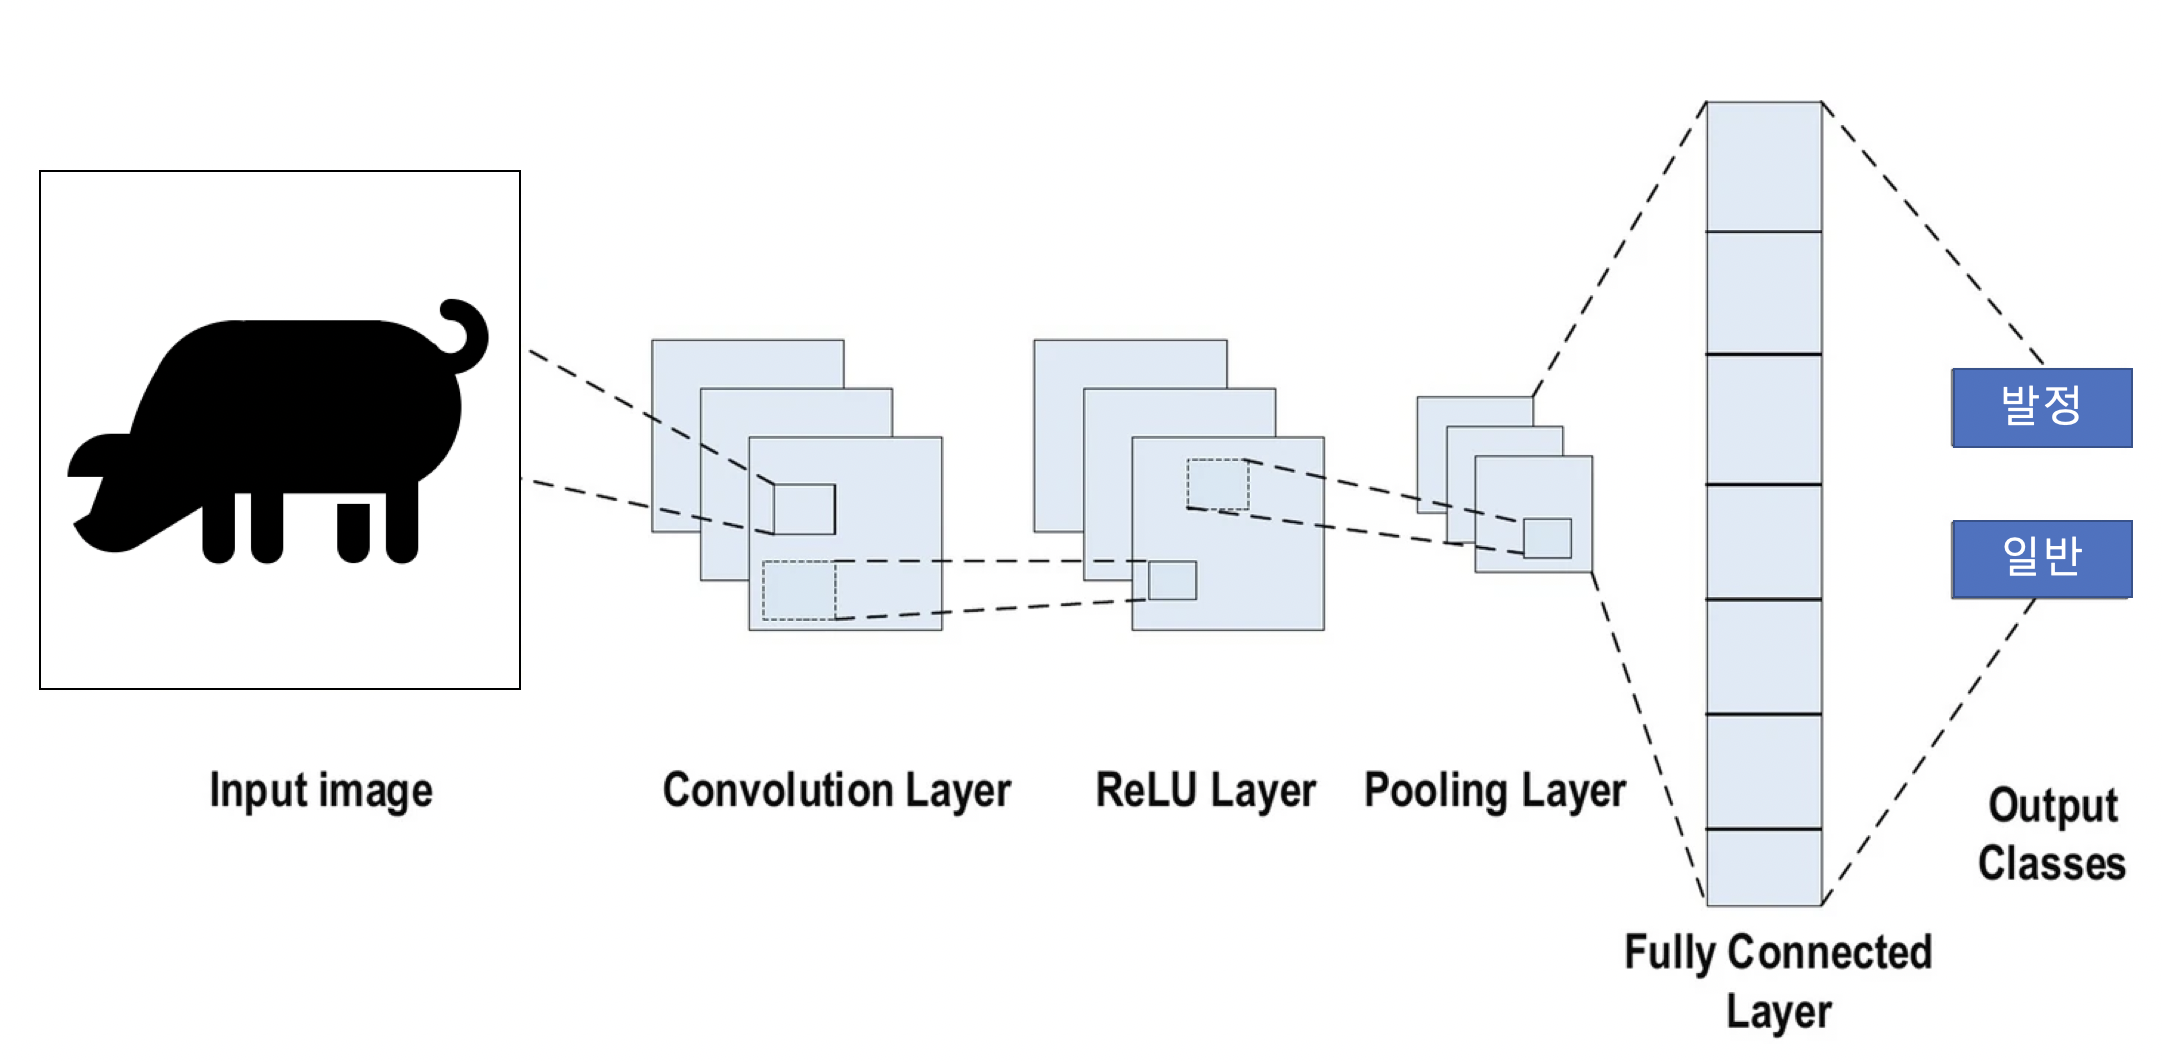 발정
일반
Input image
Convolution Layer
ReLU Layer
Pooling Layer
Output
Classes
Fully Connected
Layer